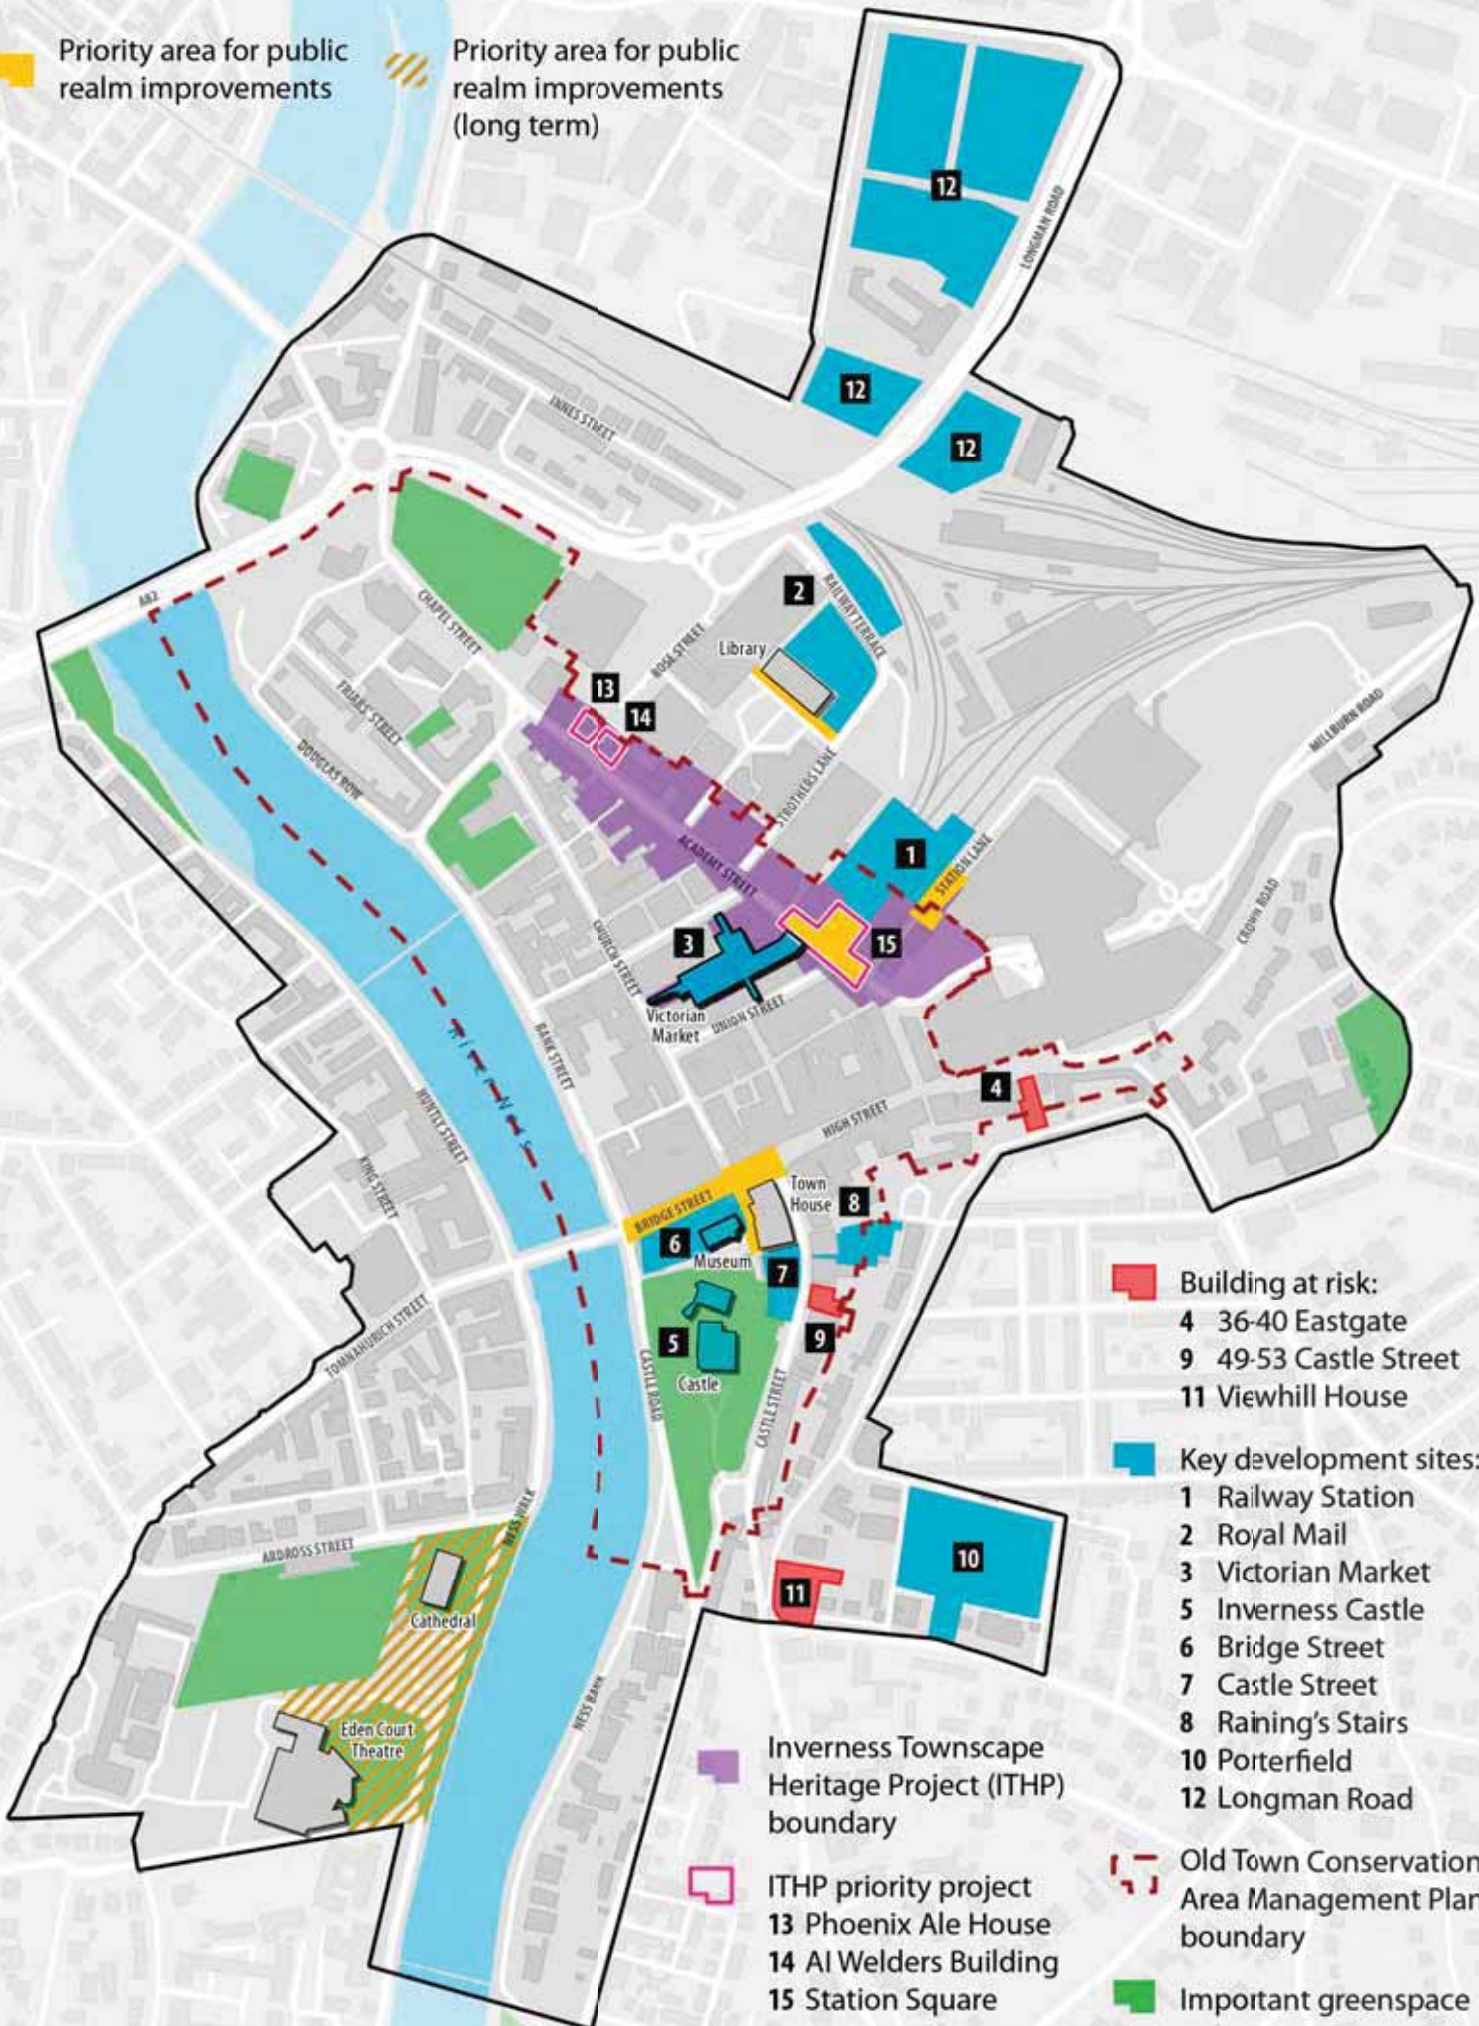 Priority area for public
realm improvements
Priority area for public
realm improvements
(long term)
12
LONGMAN ROAD
12
12
INNES STREET
A82
CHAPEL STREET
2
RAILWAY TERRACE
ROSE STREET
Library
13
14
FRIARS' STREET
DOUGLAS ROW
MILLBURN ROAD
STROTHERS LANE
ACADEMY STREET
1
STATION LANE
CROWN ROAD
CHURCH STREET
3
15
Victorian
Market
UNION STREET
BANK STREET
HUNTLY STREET
KING STREET
4
HIGH STREET
BRIDGE STREET
Town
House
8
6
Museum
7
TOMNAHURICH STREET
5
Castle
9
CASTLE ROAD
CASTLE STREET
NESS WALK
ARDROSS STREET
Cathedral
10
11
NESS BANK
Eden Court
Theatre
Building at risk:
4 36-40 Eastgate
9 49-53 Castle Street
11 Viewhill House
Key development sites:
1 Railway Station
2 Royal Mail
3 Victorian Market
5 Inverness Castle
6 Bridge Street
7 Castle Street
8 Raining's Stairs
10 Porterfield
12 Longman Road
Inverness Townscape
Heritage Project (ITHP)
boundary
ITHP priority project
13 Phoenix Ale House
14 AI Welders Building
15 Station Square
Old Town Conservation
Area Management Plan
boundary
Important greenspace